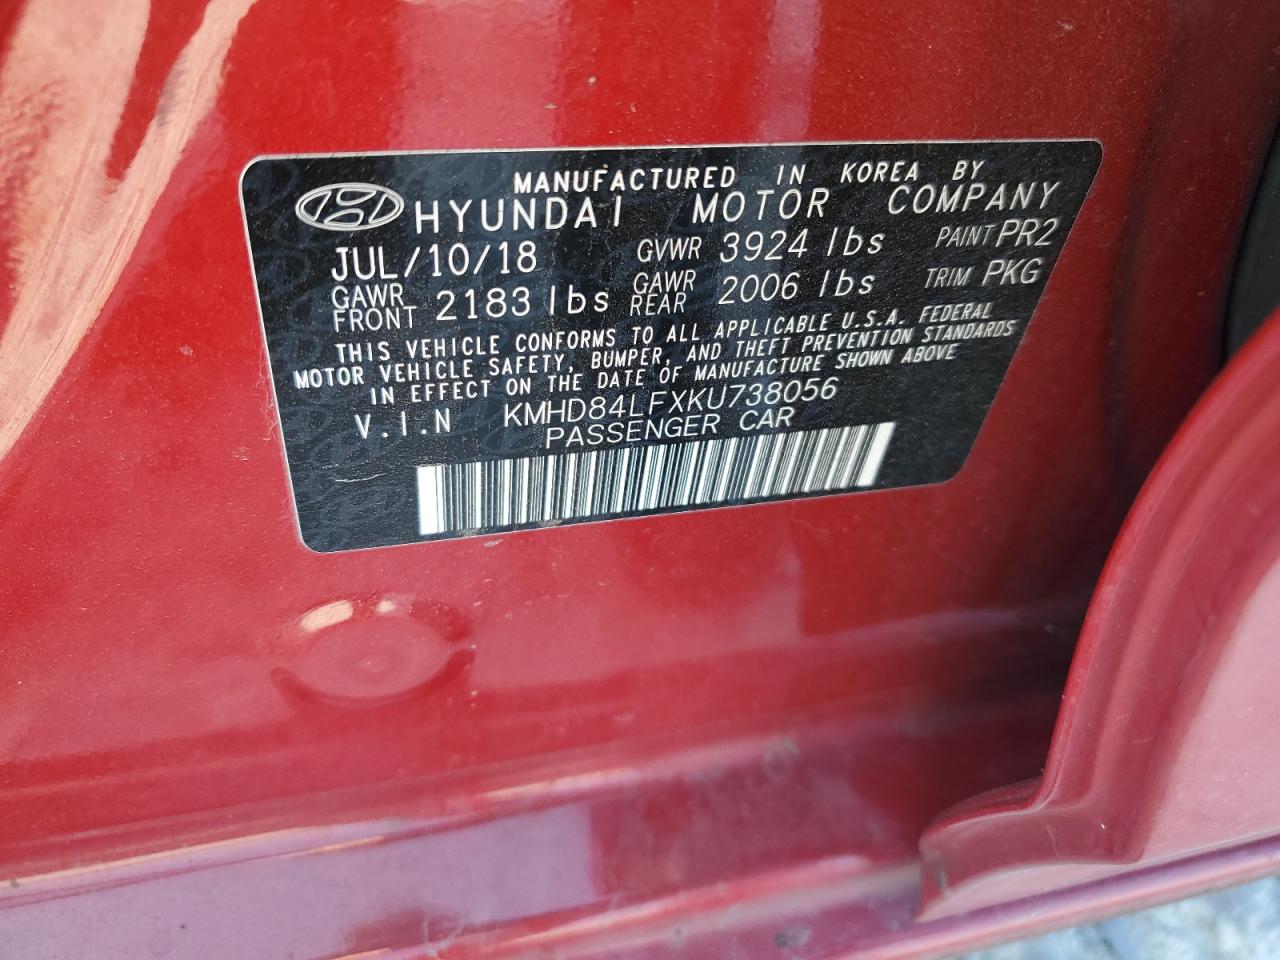 MANUFACTURED IN KOREA BY
HYUNDAI MOTOR COMPANY
JUL/10/18 GVWR 3924 lbs PAINT PR2
GAWR FRONT 2183 lbs GAWR REAR 2006 lbs TRIM PKG
THIS VEHICLE CONFORMS TO ALL APPLICABLE U.S.A. FEDERAL
MOTOR VEHICLE SAFETY, BUMPER, AND THEFT PREVENTION STANDARDS
IN EFFECT ON THE DATE OF MANUFACTURE SHOWN ABOVE
V.I.N KMHD84LFXKU738056
PASSENGER CAR